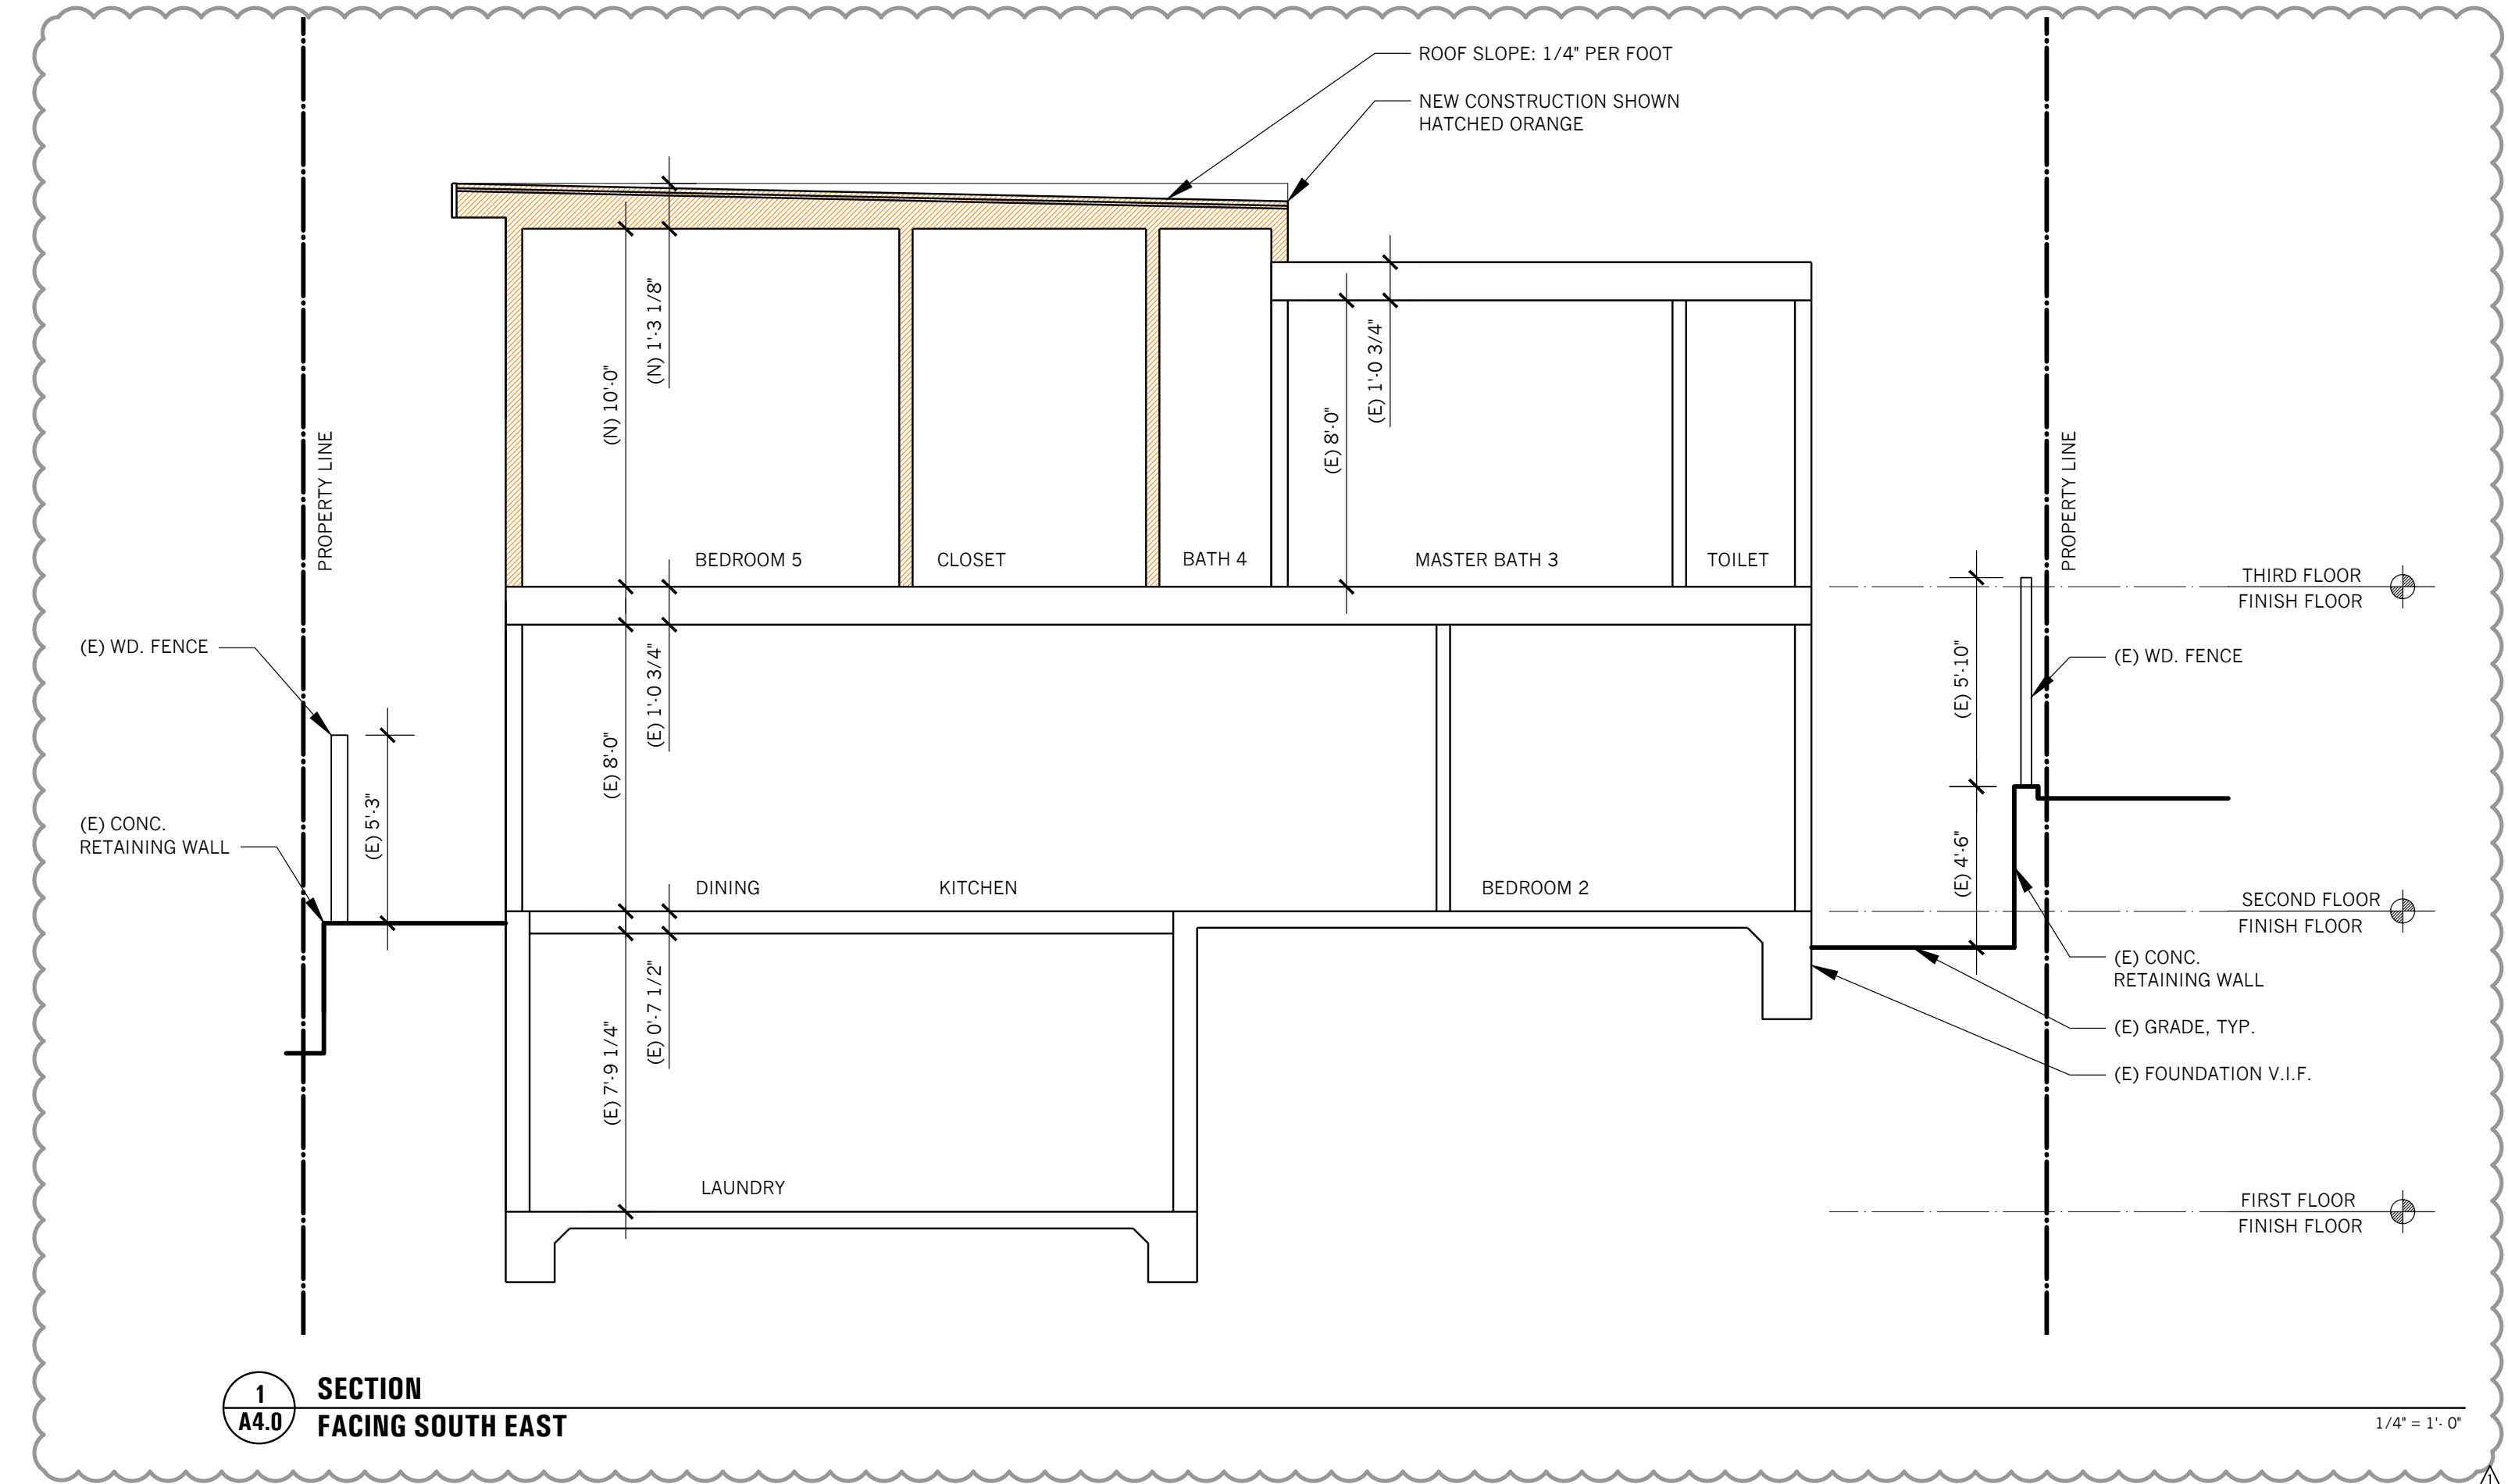 ROOF SLOPE: 1/4" PER FOOT
NEW CONSTRUCTION SHOWN
HATCHED ORANGE
(N) 1'-3 1/8"
(N) 10'-0"
(E) 1'-0 3/4"
(E) 8'-0"
PROPERTY LINE
PROPERTY LINE
BEDROOM 5
CLOSET
BATH 4
MASTER BATH 3
TOILET
THIRD FLOOR
FINISH FLOOR
(E) WD. FENCE
(E) 1'-0 3/4"
(E) 8'-0"
(E) 5'-10"
(E) WD. FENCE
(E) CONC.
RETAINING WALL
(E) 5'-3"
(E) 4'-6"
DINING
KITCHEN
BEDROOM 2
SECOND FLOOR
FINISH FLOOR
(E) CONC.
RETAINING WALL
(E) 0'-7 1/2"
(E) 7'-9 1/4"
(E) GRADE, TYP.
(E) FOUNDATION V.I.F.
LAUNDRY
FIRST FLOOR
FINISH FLOOR
1
A4.0
SECTION
FACING SOUTH EAST
1/4" = 1'- 0"
1